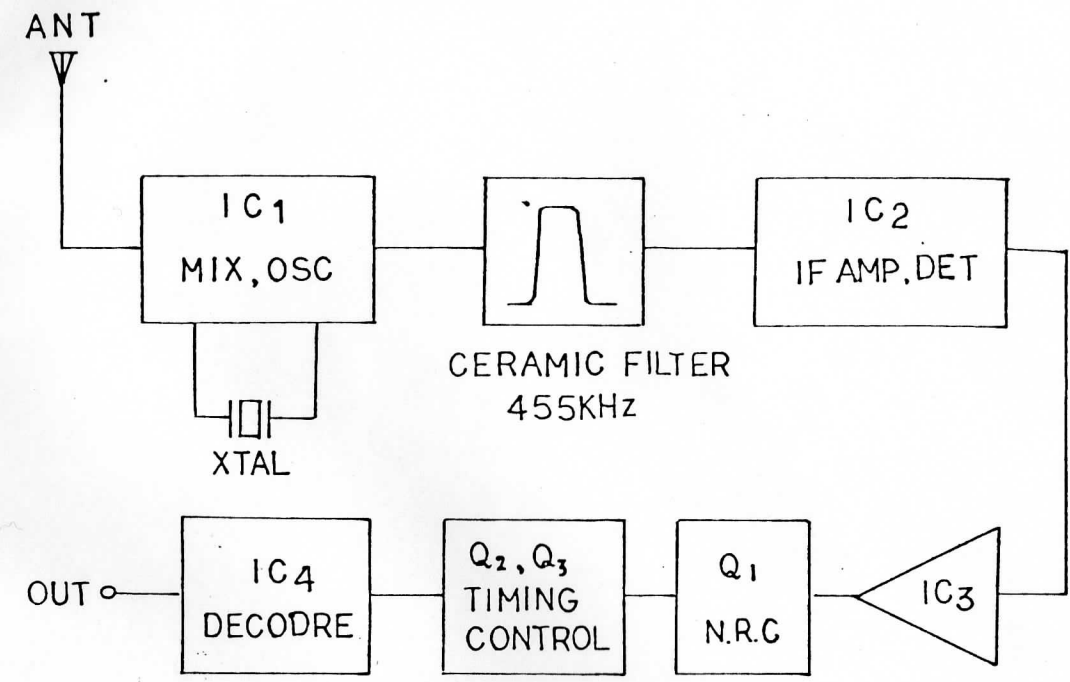 ANT
IC1
MIX, OSC
XTAL
CERAMIC FILTER
455KHz
IC2
IF AMP, DET
IC3
Q1
N.R.C
Q2, Q3
TIMING
CONTROL
IC4
DECODRE
OUT